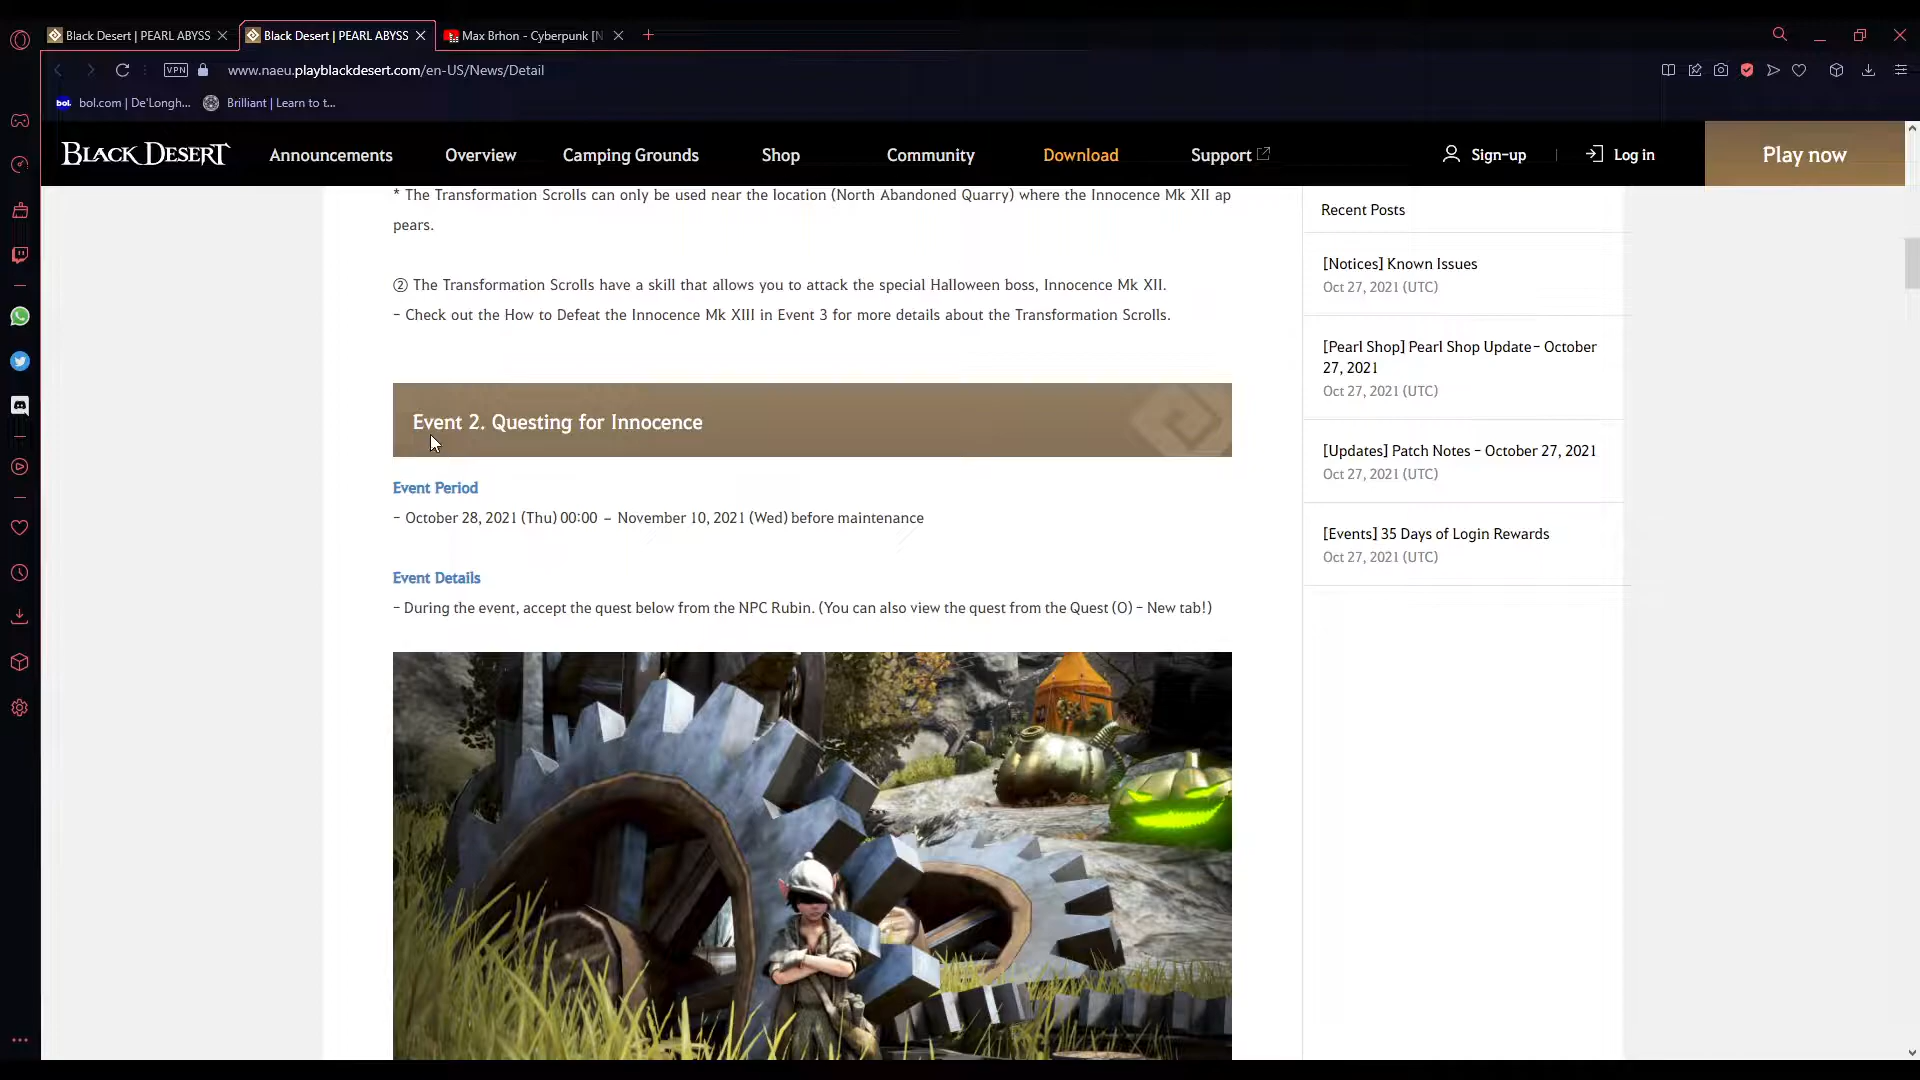 Black Desert | PEARL ABYSS
Black Desert | PEARL ABYSS
Max Brhon - Cyberpunk [N
VPN
www.naeu.playblackdesert.com/en-US/News/Detail
bol.
bol.com | De'Longh...
Brilliant | Learn to t...
BLACK DESERT
Announcements
Overview
Camping Grounds
Shop
Community
Download
Support
Sign-up
Log in
Play now
* The Transformation Scrolls can only be used near the location (North Abandoned Quarry) where the Innocence Mk XII ap
pears.
② The Transformation Scrolls have a skill that allows you to attack the special Halloween boss, Innocence Mk XII.
- Check out the How to Defeat the Innocence Mk XIII in Event 3 for more details about the Transformation Scrolls.
Event 2. Questing for Innocence
Event Period
- October 28, 2021 (Thu) 00:00 – November 10, 2021 (Wed) before maintenance
Event Details
- During the event, accept the quest below from the NPC Rubin. (You can also view the quest from the Quest (O) - New tab!)
Recent Posts
[Notices] Known Issues
Oct 27, 2021 (UTC)
[Pearl Shop] Pearl Shop Update- October
27, 2021
Oct 27, 2021 (UTC)
[Updates] Patch Notes - October 27, 2021
Oct 27, 2021 (UTC)
[Events] 35 Days of Login Rewards
Oct 27, 2021 (UTC)